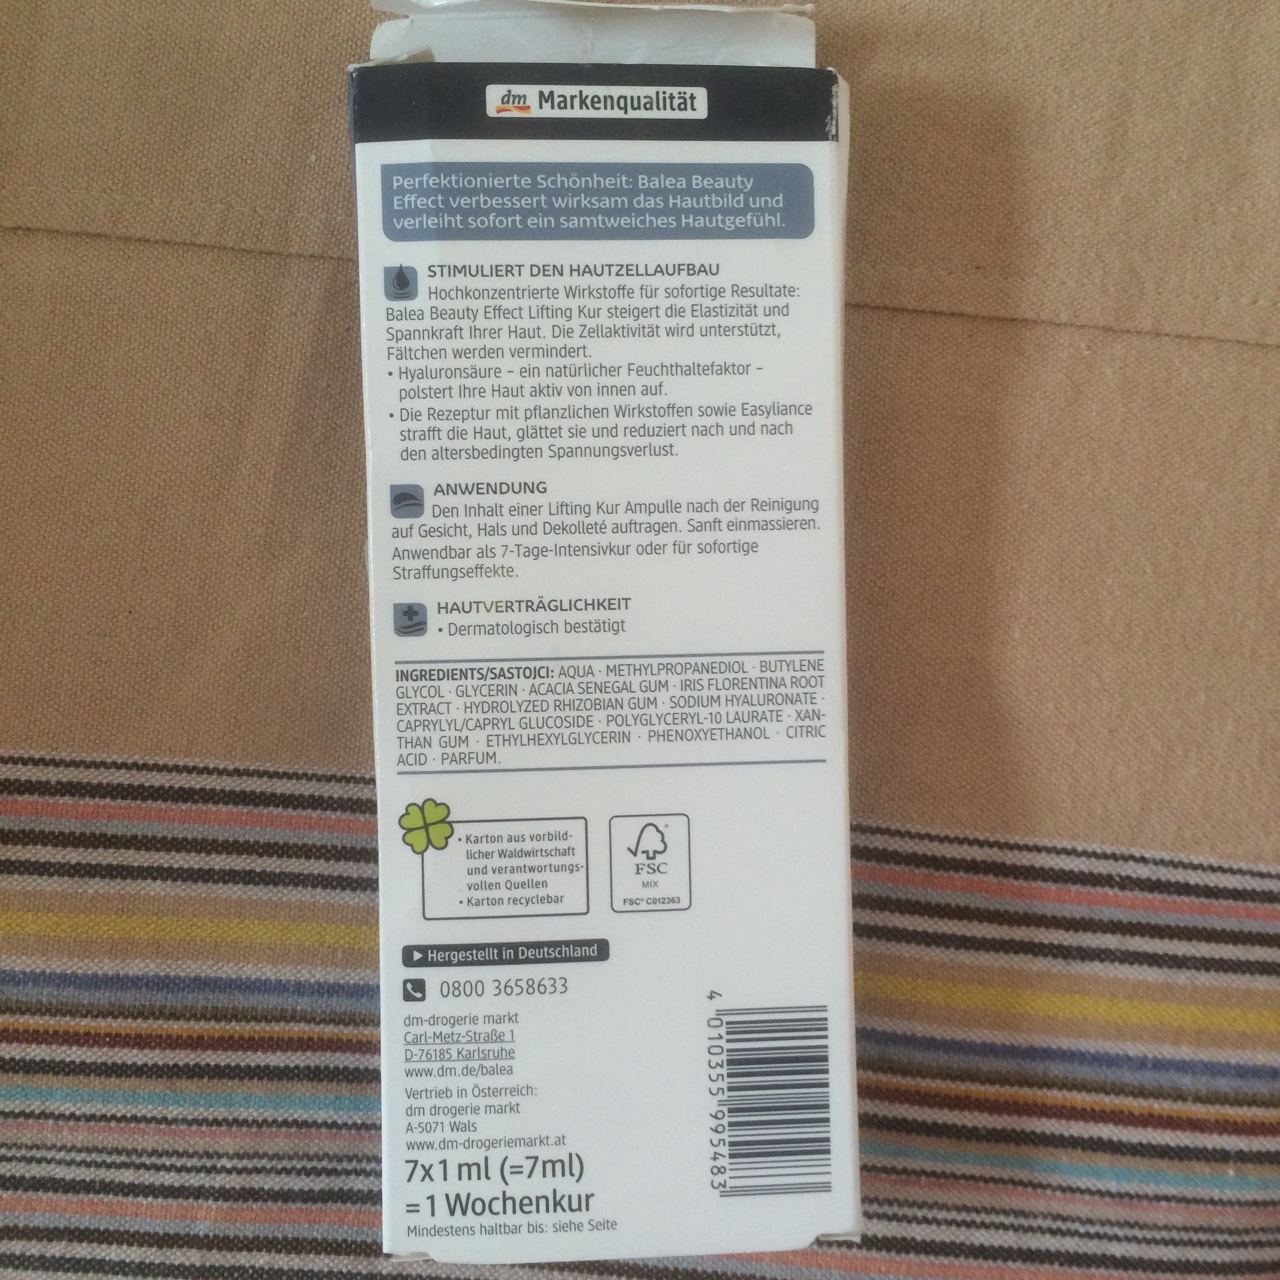 dm Markenqualität
Perfektionierte Schönheit: Balea Beauty
Effect verbessert wirksam das Hautbild und
verleiht sofort ein samtweiches Hautgefühl.
STIMULIERT DEN HAUTZELLAUFBAU
Hochkonzentrierte Wirkstoffe für sofortige Resultate:
Balea Beauty Effect Lifting Kur steigert die Elastizität und
Spannkraft Ihrer Haut. Die Zellaktivität wird unterstützt,
Fältchen werden vermindert.
• Hyaluronsäure – ein natürlicher Feuchthaltefaktor –
polstert Ihre Haut aktiv von innen auf.
• Die Rezeptur mit pflanzlichen Wirkstoffen sowie Easyliance
strafft die Haut, glättet sie und reduziert nach und nach
den altersbedingten Spannungsverlust.
ANWENDUNG
Den Inhalt einer Lifting Kur Ampulle nach der Reinigung
auf Gesicht, Hals und Dekolleté auftragen. Sanft einmassieren.
Anwendbar als 7-Tage-Intensivkur oder für sofortige
Straffungseffekte.
HAUTVERTRÄGLICHKEIT
• Dermatologisch bestätigt
INGREDIENTS/SASTOJCI: AQUA · METHYLPROPANEDIOL · BUTYLENE
GLYCOL · GLYCERIN · ACACIA SENEGAL GUM · IRIS FLORENTINA ROOT
EXTRACT · HYDROLYZED RHIZOBIAN GUM · SODIUM HYALURONATE ·
CAPRYLYL/CAPRYL GLUCOSIDE · POLYGLYCERYL-10 LAURATE · XAN-
THAN GUM · ETHYLHEXYLGLYCERIN · PHENOXYETHANOL · CITRIC
ACID · PARFUM.
• Karton aus vorbild-
licher Waldwirtschaft
und verantwortungs-
vollen Quellen
• Karton recyclebar
FSC
MIX
FSC® C012363
Hergestellt in Deutschland
0800 3658633
dm-drogerie markt
Carl-Metz-Straße 1
D-76185 Karlsruhe
www.dm.de/balea
Vertrieb in Österreich:
dm drogerie markt
A-5071 Wals
www.dm-drogeriemarkt.at
7x1 ml (=7ml)
= 1 Wochenkur
Mindestens haltbar bis: siehe Seite
4 010355 995483